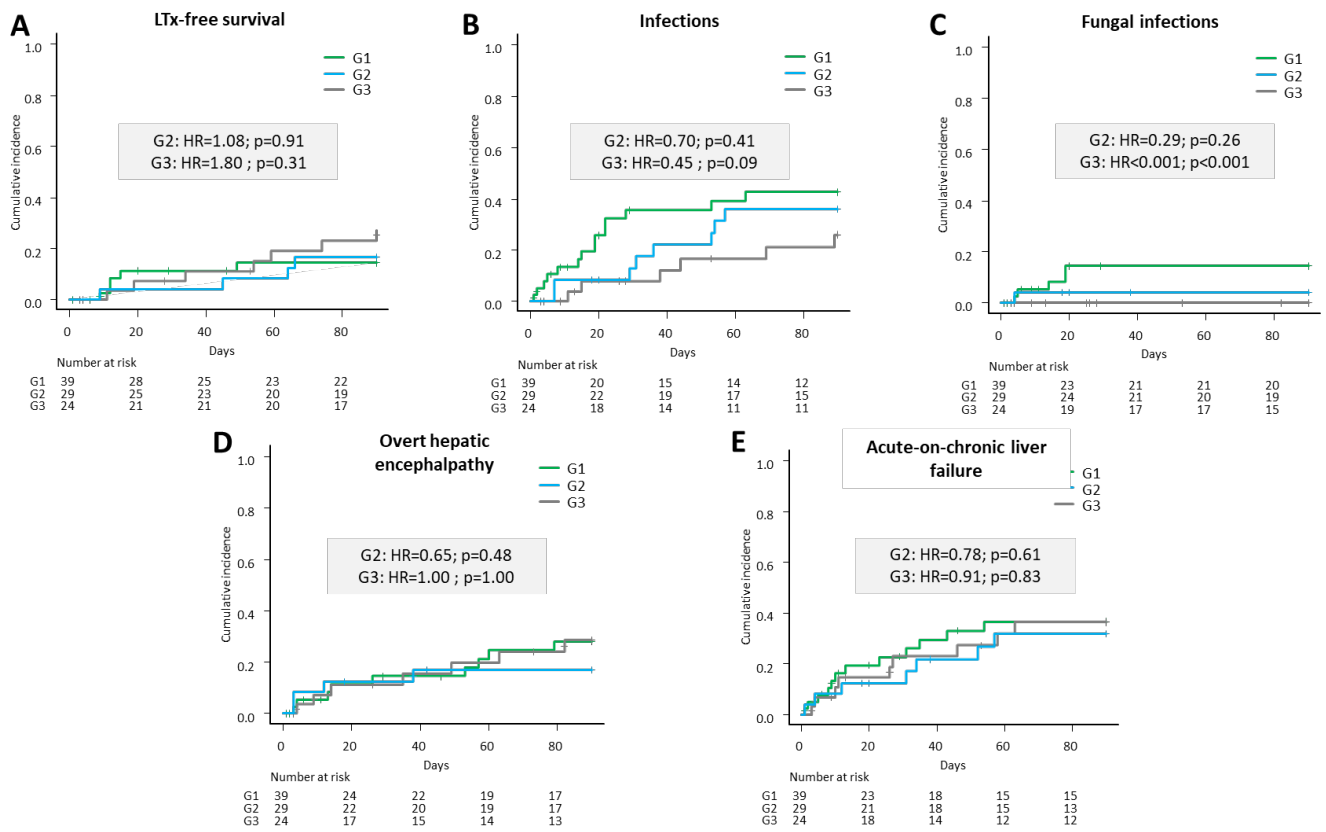 A
LTx-free survival
G1
G2
G3
G2: HR=1.08; p=0.91
G3: HR=1.80 ; p=0.31
Cumulative incidence
1.0
0.8
0.6
0.4
0.2
0.0
0 20 40 60 80
Days
Number at risk
G1 39 28 25 23 22
G2 29 25 23 20 19
G3 24 21 21 20 17
B
Infections
G1
G2
G3
G2: HR=0.70; p=0.41
G3: HR=0.45 ; p=0.09
Cumulative incidence
1.0
0.8
0.6
0.4
0.2
0.0
0 20 40 60 80
Days
Number at risk
G1 39 20 15 14 12
G2 29 22 19 17 15
G3 24 18 14 11 11
C
Fungal infections
G1
G2
G3
G2: HR=0.29; p=0.26
G3: HR<0.001; p<0.001
Cumulative incidence
1.0
0.8
0.6
0.4
0.2
0.0
0 20 40 60 80
Days
Number at risk
G1 39 23 21 21 20
G2 29 24 21 20 19
G3 24 19 17 17 15
D
Overt hepatic
encephalpathy
G1
G2
G3
G2: HR=0.65; p=0.48
G3: HR=1.00 ; p=1.00
Cumulative incidence
1.0
0.8
0.6
0.4
0.2
0.0
0 20 40 60 80
Days
Number at risk
G1 39 24 22 19 17
G2 29 22 20 19 17
G3 24 17 15 14 13
E
Acute-on-chronic liver
failure
G1
G2
G3
G2: HR=0.78; p=0.61
G3: HR=0.91; p=0.83
Cumulative incidence
1.0
0.8
0.6
0.4
0.2
0.0
0 20 40 60 80
Days
Number at risk
G1 39 23 18 15 15
G2 29 21 18 15 13
G3 24 18 14 12 12